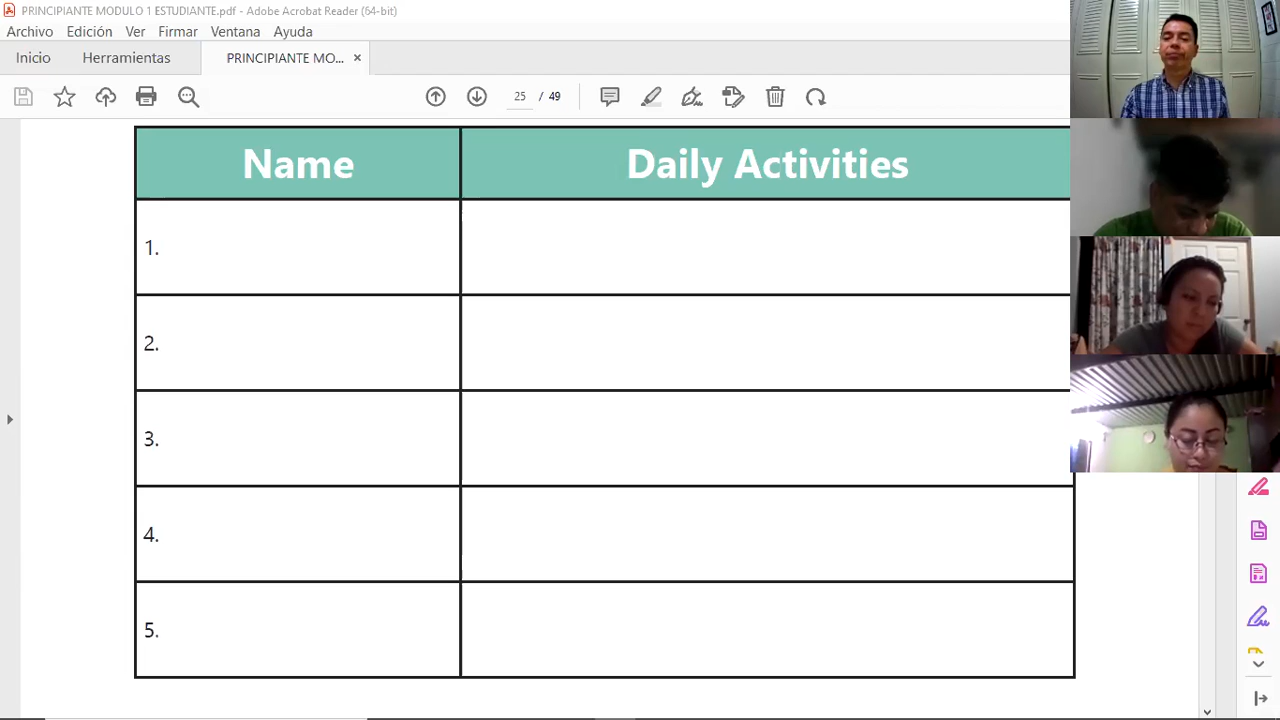 PRINCIPIANTE MODULO 1 ESTUDIANTE.pdf - Adobe Acrobat Reader (64-bit)
Archivo Edición Ver Firmar Ventana Ayuda
Inicio Herramientas PRINCIPIANTE MO... ×
25 / 49
Name Daily Activities
1.
2.
3.
4.
5.